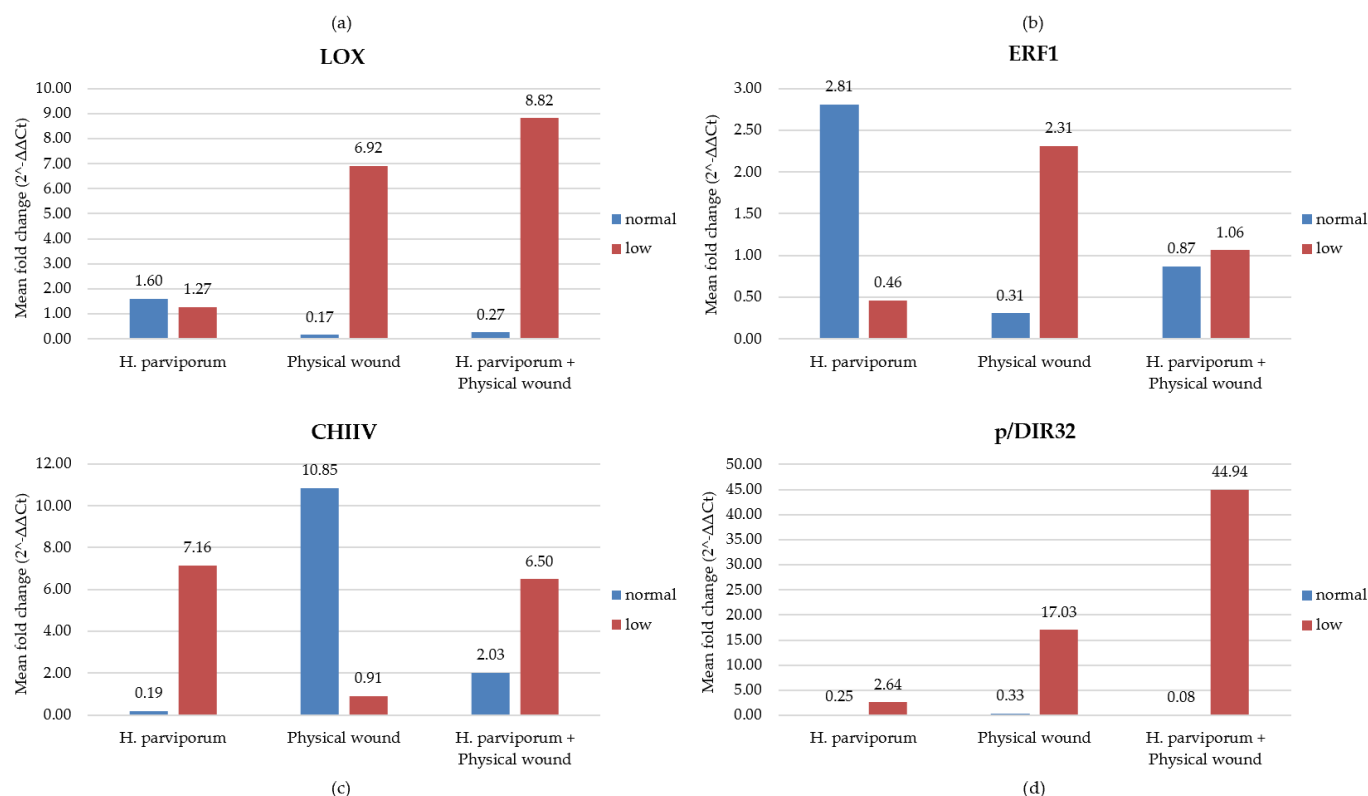 (a)
(b)
LOX
Mean fold change (2^-ΔΔCt)
10.00
9.00
8.00
7.00
6.00
5.00
4.00
3.00
2.00
1.00
0.00
1.60
1.27
0.17
6.92
0.27
8.82
H. parviporum
Physical wound
H. parviporum +
Physical wound
normal
low
ERF1
Mean fold change (2^-ΔΔCt)
3.00
2.50
2.00
1.50
1.00
0.50
0.00
2.81
0.46
0.31
2.31
0.87
1.06
H. parviporum
Physical wound
H. parviporum +
Physical wound
normal
low
CHIIV
Mean fold change (2^-ΔΔCt)
12.00
10.00
8.00
6.00
4.00
2.00
0.00
0.19
7.16
10.85
0.91
2.03
6.50
H. parviporum
Physical wound
H. parviporum +
Physical wound
normal
low
p/DIR32
Mean fold change (2^-ΔΔCt)
50.00
45.00
40.00
35.00
30.00
25.00
20.00
15.00
10.00
5.00
0.00
0.25
2.64
0.33
17.03
0.08
44.94
H. parviporum
Physical wound
H. parviporum +
Physical wound
normal
low
(c)
(d)